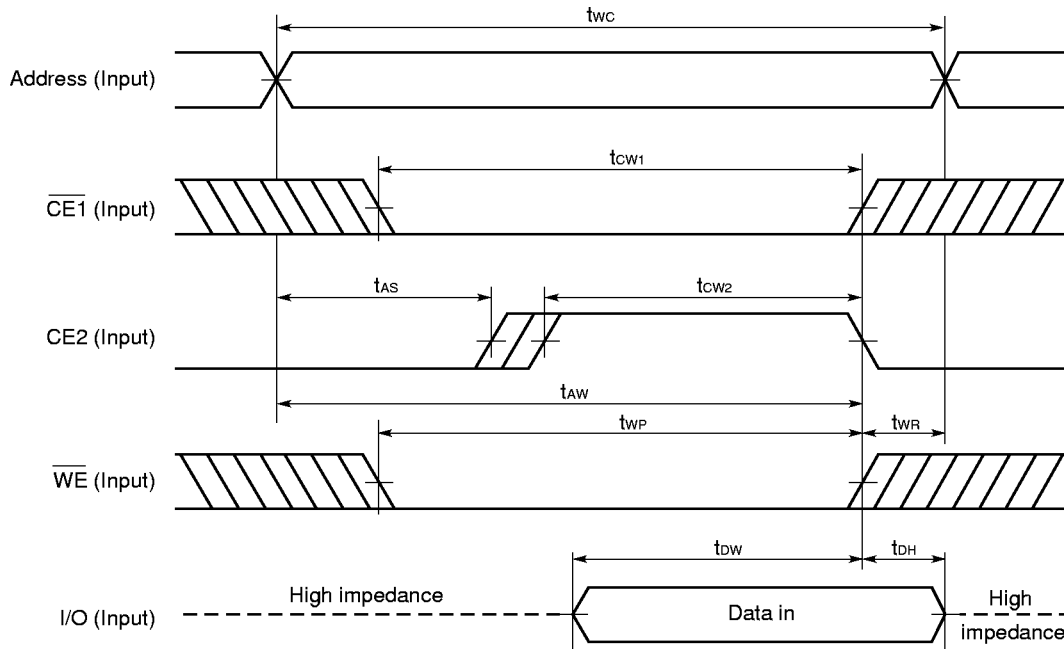 tWC
Address (Input)
tCW1
CE1 (Input)
tAS
tCW2
CE2 (Input)
tAW
tWP
tWR
WE (Input)
tDW
tDH
High impedance
Data in
High
impedance
I/O (Input)